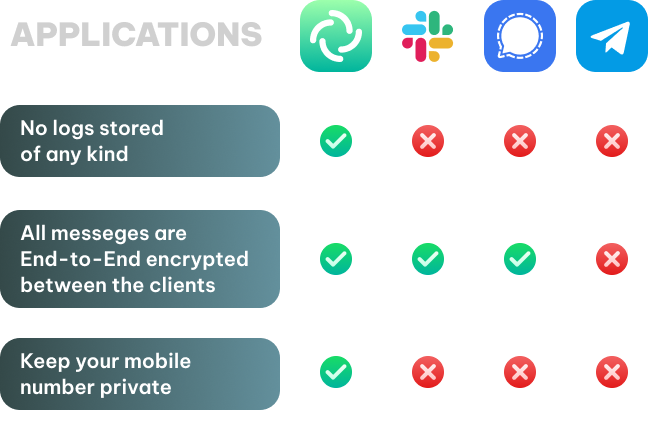 APPLICATIONS
No logs stored
of any kind
All messeges are
End-to-End encrypted
between the clients
Keep your mobile
number private